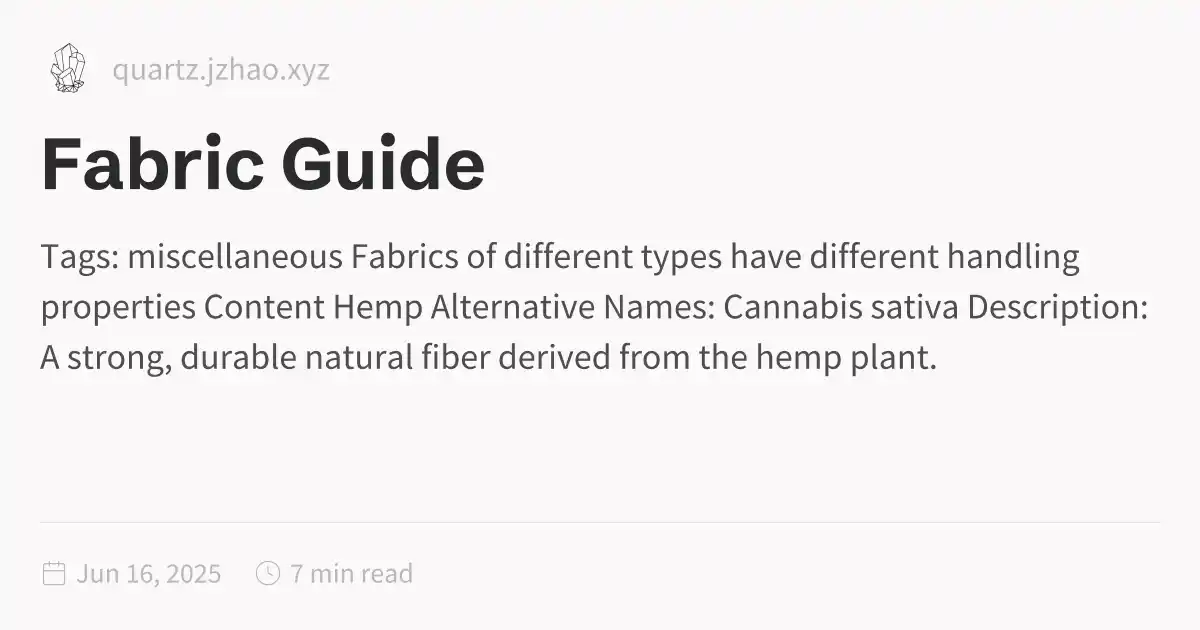 quartz.jzhao.xyz
Fabric Guide
Tags: miscellaneous Fabrics of different types have different handling
properties Content Hemp Alternative Names: Cannabis sativa Description:
A strong, durable natural fiber derived from the hemp plant.
Jun 16, 2025 7 min read